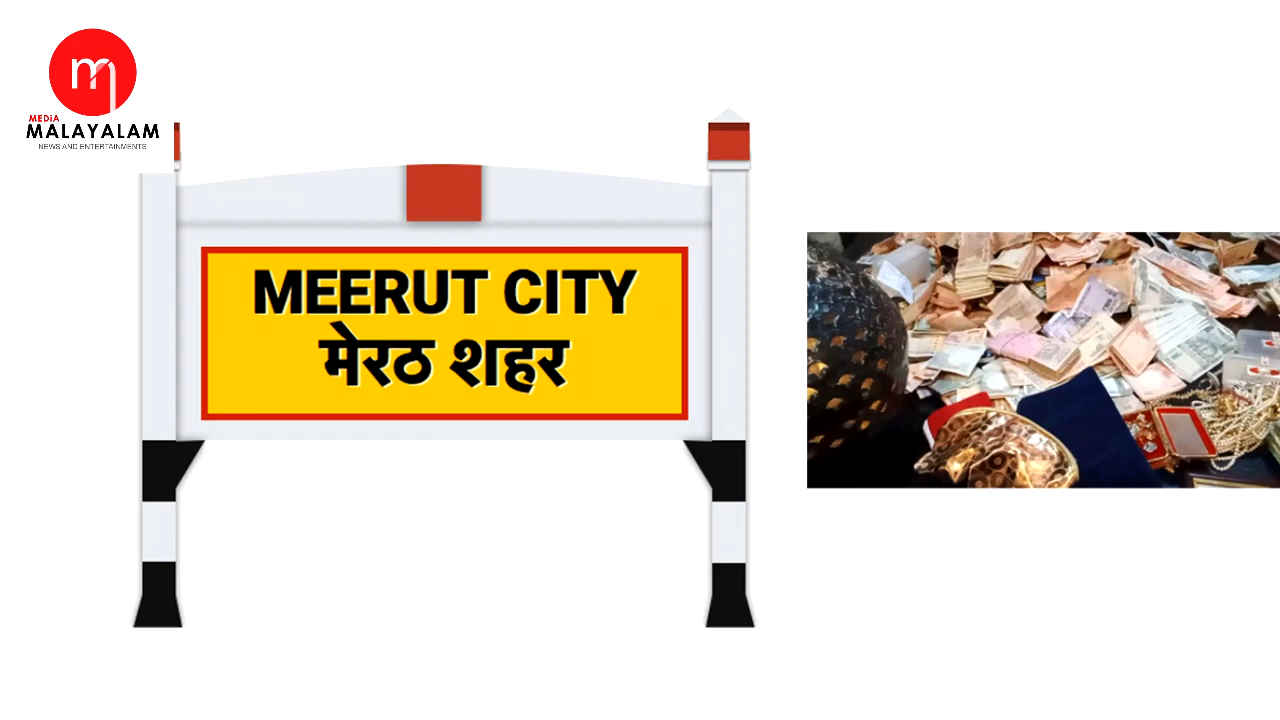 m
MEDiA
MALAYALAM
NEWS AND ENTERTAINMENTS
MEERUT CITY
मेरठ शहर